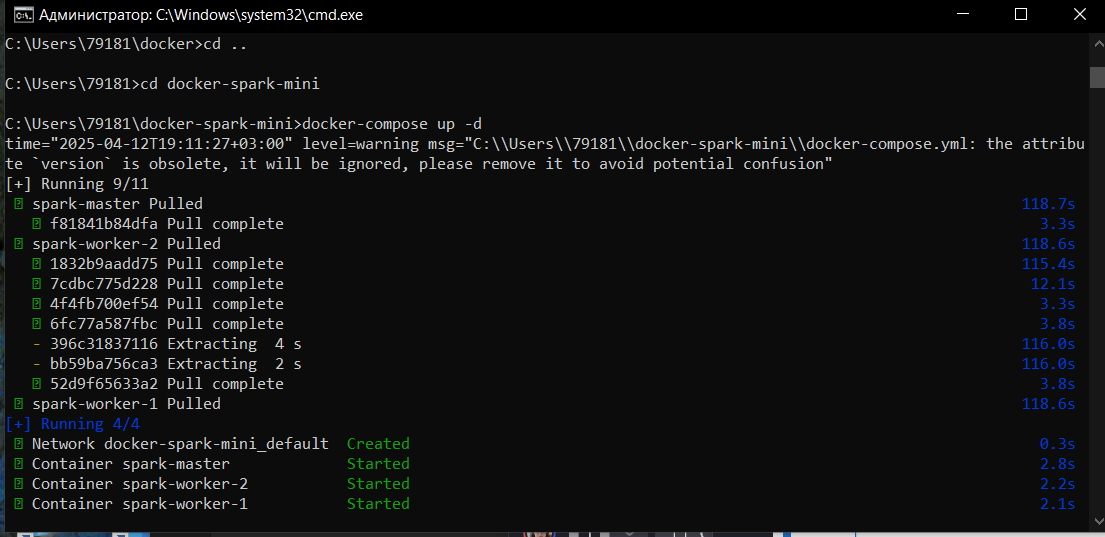 Администратор: C:\Windows\system32\cmd.exe
C:\Users\79181\docker>cd ..
C:\Users\79181>cd docker-spark-mini
C:\Users\79181\docker-spark-mini>docker-compose up -d
time="2025-04-12T19:11:27+03:00" level=warning msg="C:\\Users\\79181\\docker-spark-mini\\docker-compose.yml: the attribu
te `version` is obsolete, it will be ignored, please remove it to avoid potential confusion"
[+] Running 9/11
spark-master Pulled 118.7s
f81841b84dfa Pull complete 3.3s
spark-worker-2 Pulled 118.6s
1832b9aadd75 Pull complete 115.4s
7cdbc775d228 Pull complete 12.1s
4f4fb700ef54 Pull complete 3.3s
6fc77a587fbc Pull complete 3.8s
- 396c31837116 Extracting 4 s 116.0s
- bb59ba756ca3 Extracting 2 s 116.0s
52d9f65633a2 Pull complete 3.8s
spark-worker-1 Pulled 118.6s
[+] Running 4/4
Network docker-spark-mini_default Created 0.3s
Container spark-master Started 2.8s
Container spark-worker-2 Started 2.2s
Container spark-worker-1 Started 2.1s